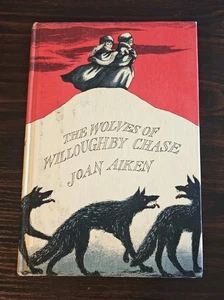 THE WOLVES OF
WILLOUGHBY CHASE
JOAN AIKEN